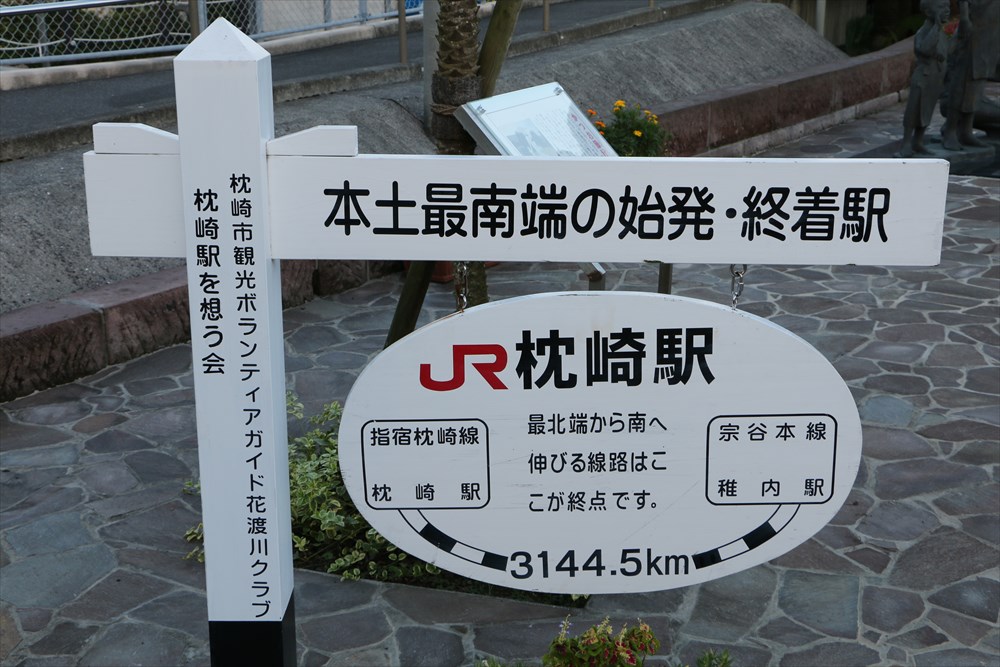 本土最南端の始発・終着駅
枕崎市観光ボランティアガイド花渡川クラブ
枕崎駅を想う会
JR枕崎駅
最北端から南へ
伸びる線路はこ
こが終点です。
指宿枕崎線
枕崎駅
宗谷本線
稚内駅
3144.5km